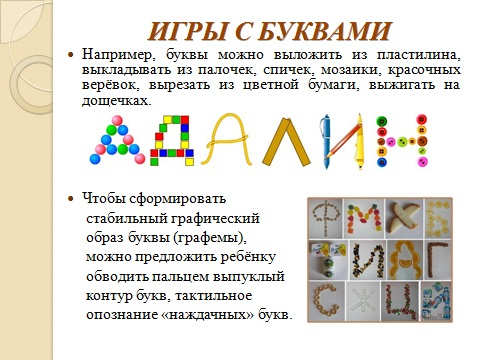 ИГРЫ С БУКВАМИ
Например, буквы можно выложить из пластилина,
выкладывать из палочек, спичек, мозаики, красочных
верёвок, вырезать из цветной бумаги, выжигать на
дощечках.
А Д А Л И Н
Чтобы сформировать
стабильный графический
образ буквы (графемы),
можно предложить ребёнку
обводить пальцем выпуклый
контур букв, тактильное
опознание «наждачных» букв.
Ф М Х Б
И Г
С Ж Ц